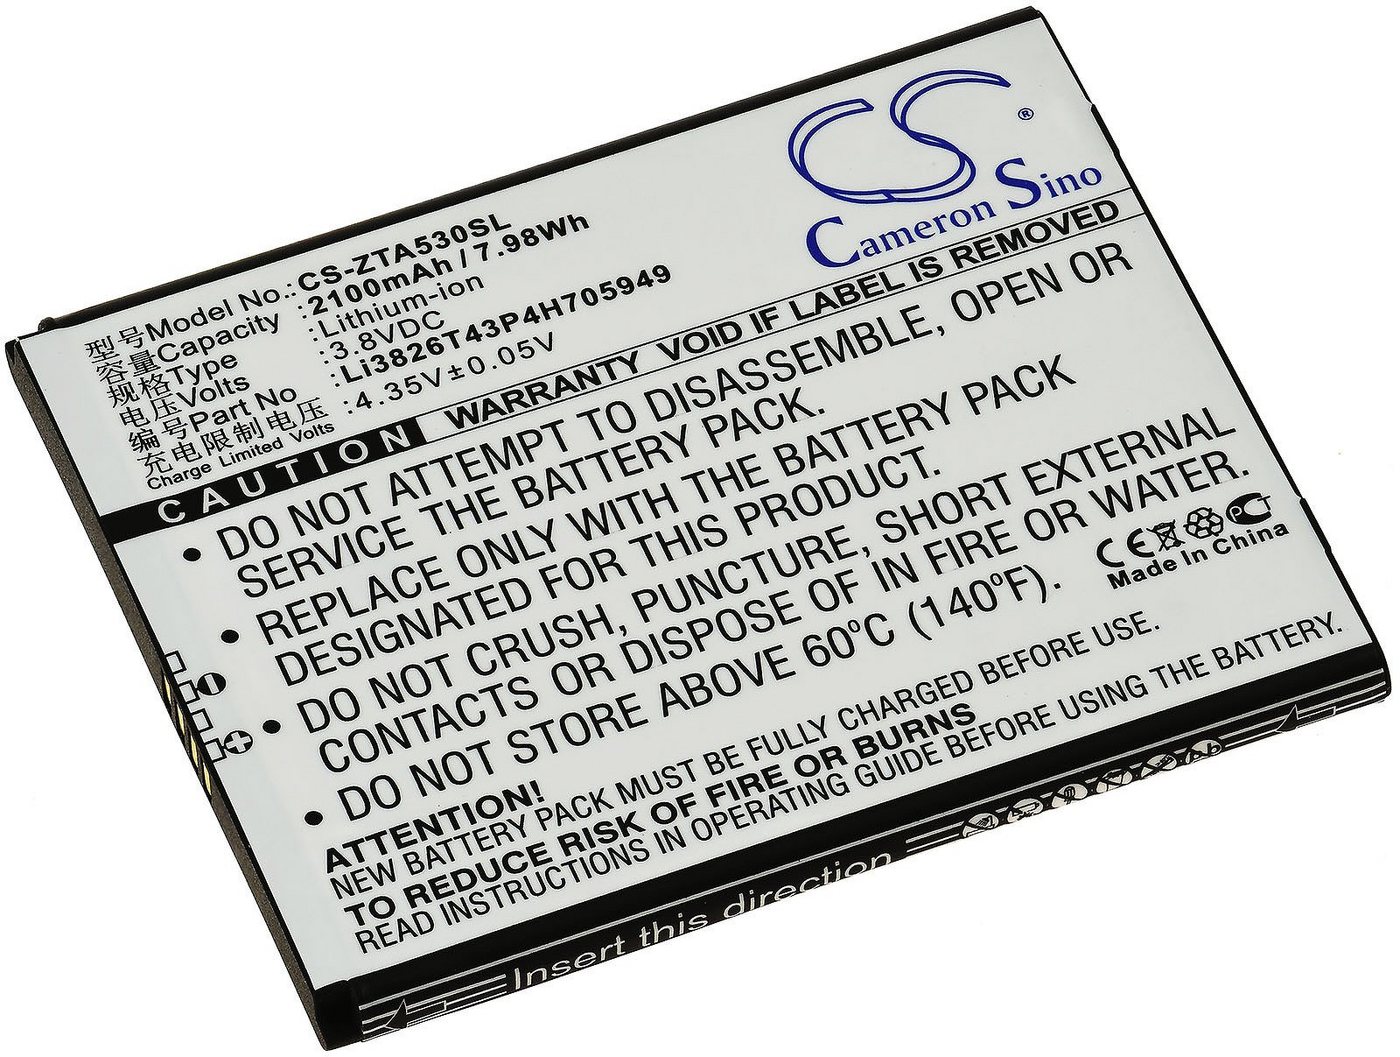 CS
®
Cameron Sino
型号Model No.:CS-ZTA530SL
容量Capacity :2100mAh / 7.98Wh
规格Type :Lithium-ion
电压Volts :3.8VDC
编号Part No :Li3826T43P4H705949
充电限制电压 :4.35V±0.05V
Charge Limited Volts
CAUTION WARRANTY VOID IF LABEL IS REMOVED
• DO NOT ATTEMPT TO DISASSEMBLE, OPEN OR
SERVICE THE BATTERY PACK.
• REPLACE ONLY WITH THE BATTERY PACK
DESIGNATED FOR THIS PRODUCT.
• DO NOT CRUSH, PUNCTURE, SHORT EXTERNAL
CONTACTS OR DISPOSE OF IN FIRE OR WATER.
• DO NOT STORE ABOVE 60°C (140°F).
CE PCT
Made In China
ATTENTION!
NEW BATTERY PACK MUST BE FULLY CHARGED BEFORE USE.
TO REDUCE RISK OF FIRE OR BURNS
READ INSTRUCTIONS IN OPERATING GUIDE BEFORE USING THE BATTERY.
Insert this direction